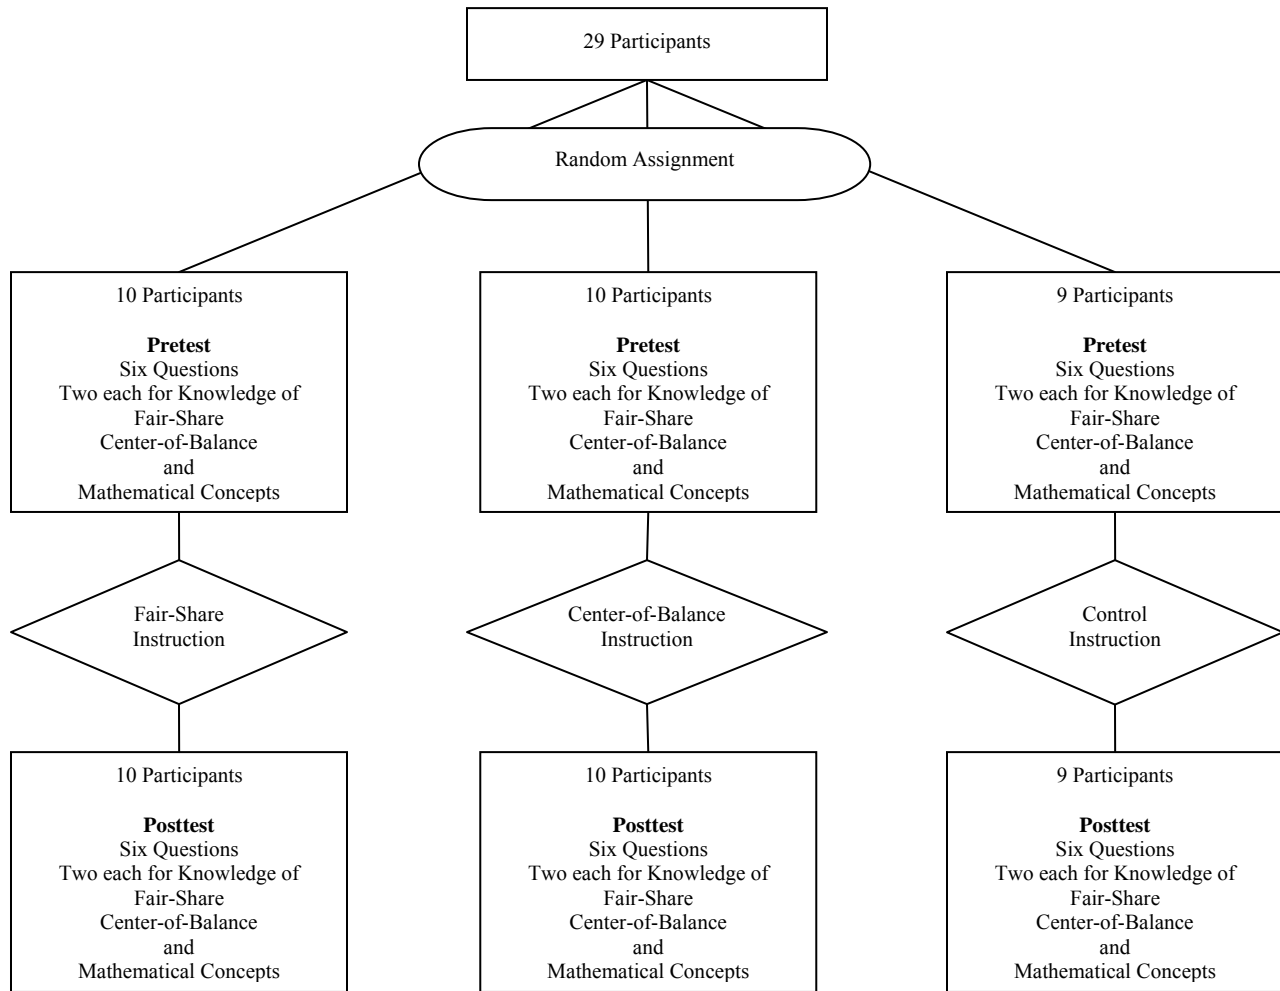 29 Participants
Random Assignment
10 Participants
Pretest
Six Questions
Two each for Knowledge of
Fair-Share
Center-of-Balance
and
Mathematical Concepts
10 Participants
Pretest
Six Questions
Two each for Knowledge of
Fair-Share
Center-of-Balance
and
Mathematical Concepts
9 Participants
Pretest
Six Questions
Two each for Knowledge of
Fair-Share
Center-of-Balance
and
Mathematical Concepts
Fair-Share
Instruction
Center-of-Balance
Instruction
Control
Instruction
10 Participants
Posttest
Six Questions
Two each for Knowledge of
Fair-Share
Center-of-Balance
and
Mathematical Concepts
10 Participants
Posttest
Six Questions
Two each for Knowledge of
Fair-Share
Center-of-Balance
and
Mathematical Concepts
9 Participants
Posttest
Six Questions
Two each for Knowledge of
Fair-Share
Center-of-Balance
and
Mathematical Concepts